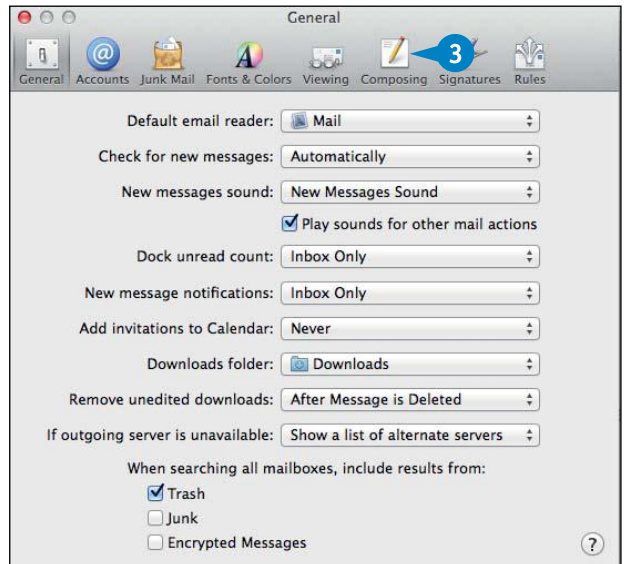 General
3
General Accounts Junk Mail Fonts & Colors Viewing Composing Signatures Rules
Default email reader: Mail
Check for new messages: Automatically
New messages sound: New Messages Sound
Play sounds for other mail actions
Dock unread count: Inbox Only
New message notifications: Inbox Only
Add invitations to Calendar: Never
Downloads folder: Downloads
Remove unedited downloads: After Message is Deleted
If outgoing server is unavailable: Show a list of alternate servers
When searching all mailboxes, include results from:
Trash
Junk
Encrypted Messages
?